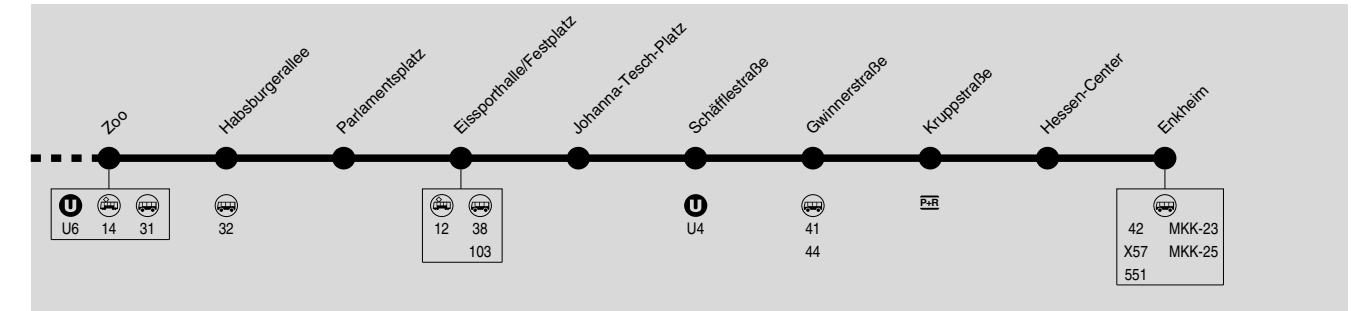 Zoo
Habsburgerallee
Parlamentsplatz
Eissporthalle/Festplatz
Johanna-Tesch-Platz
Schäfflestraße
Gwinnerstraße
Kruppstraße
Hessen-Center
Enkheim
U
U
P+R
U6 14 31
32
12 38
U4
41
42 MKK-23
103
44
X57 MKK-25
551